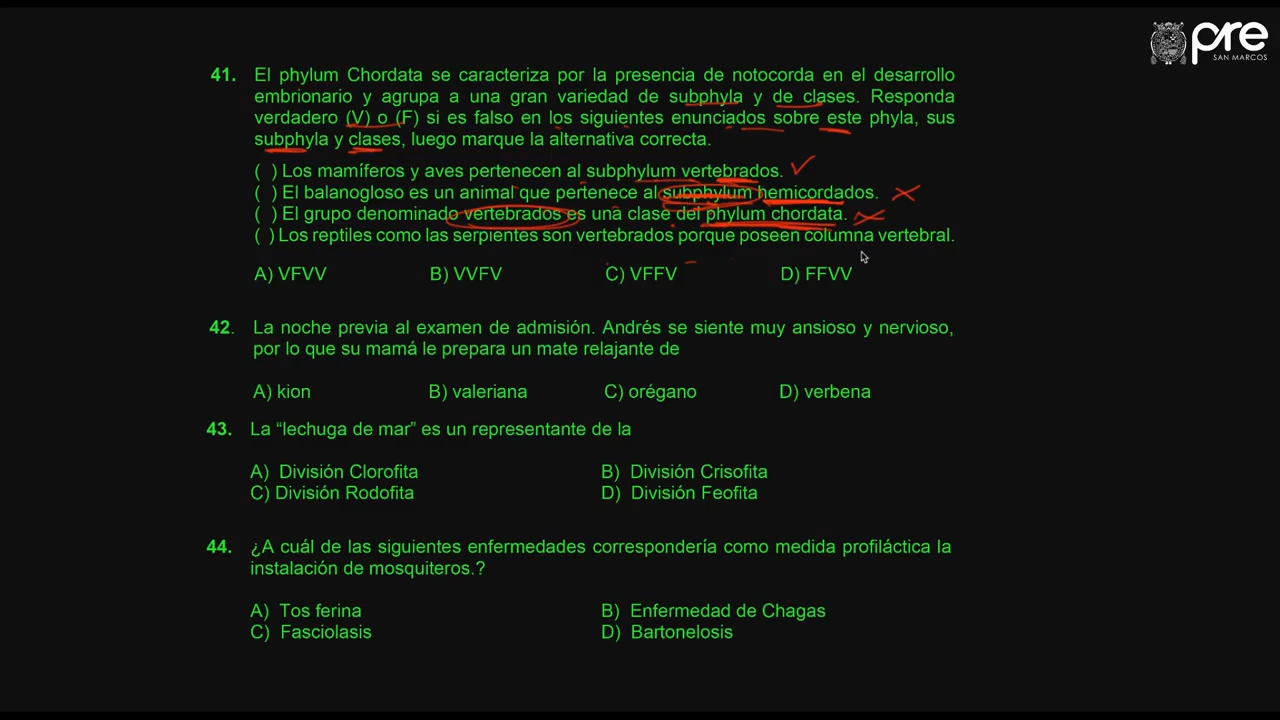 pre
SAN MARCOS
41. El phylum Chordata se caracteriza por la presencia de notocorda en el desarrollo
embrionario y agrupa a una gran variedad de subphyla y de clases. Responda
verdadero (V) o (F) si es falso en los siguientes enunciados sobre este phyla, sus
subphyla y clases, luego marque la alternativa correcta.
( ) Los mamíferos y aves pertenecen al subphylum vertebrados.
( ) El balanogloso es un animal que pertenece al subphylum hemicordados.
( ) El grupo denominado vertebrados es una clase del phylum chordata.
( ) Los reptiles como las serpientes son vertebrados porque poseen columna vertebral.
A) VFVV B) VVFV C) VFFV D) FFVV
42. La noche previa al examen de admisión. Andrés se siente muy ansioso y nervioso,
por lo que su mamá le prepara un mate relajante de
A) kion B) valeriana C) orégano D) verbena
43. La “lechuga de mar” es un representante de la
A) División Clorofita B) División Crisofita
C) División Rodofita D) División Feofita
44. ¿A cuál de las siguientes enfermedades correspondería como medida profiláctica la
instalación de mosquiteros.?
A) Tos ferina B) Enfermedad de Chagas
C) Fasciolasis D) Bartonelosis